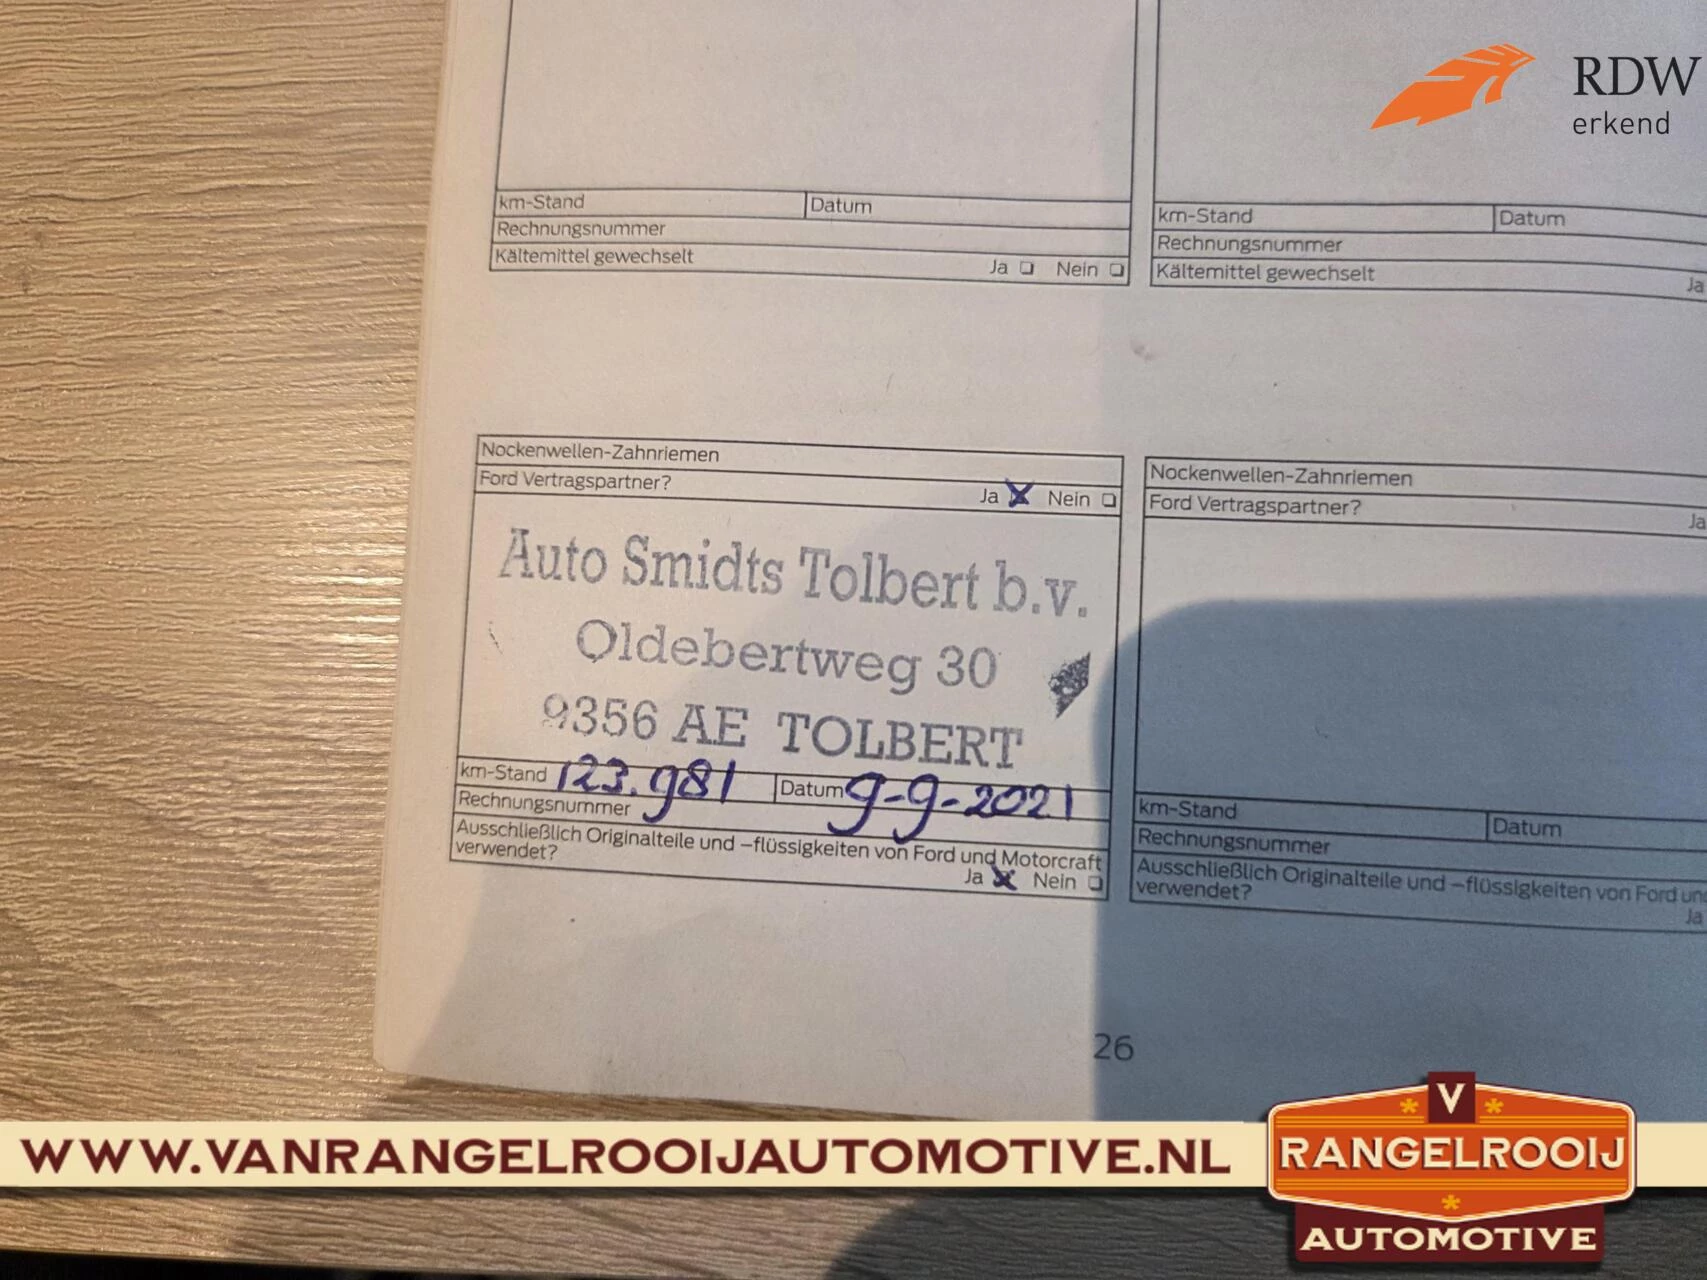 RDW
erkend
km-Stand Datum
Rechnungsnummer
Kältemittel gewechselt
Ja Nein
km-Stand Datum
Rechnungsnummer
Kältemittel gewechselt
Ja
Nockenwellen-Zahnriemen
Ford Vertragspartner?
Ja X Nein
Auto Smidts Tolbert b.v.
Oldebertweg 30
9356 AE TOLBERT
km-Stand 123.981 Datum 9-9-2021
Rechnungsnummer
Ausschließlich Originalteile und –flüssigkeiten von Ford und Motorcraft
verwendet?
Ja X Nein
Nockenwellen-Zahnriemen
Ford Vertragspartner?
Ja
km-Stand Datum
Rechnungsnummer
Ausschließlich Originalteile und –flüssigkeiten von Ford und
verwendet?
Ja
26
WWW.VANRANGELROOIJAUTOMOTIVE.NL
V
RANGELROOIJ
AUTOMOTIVE